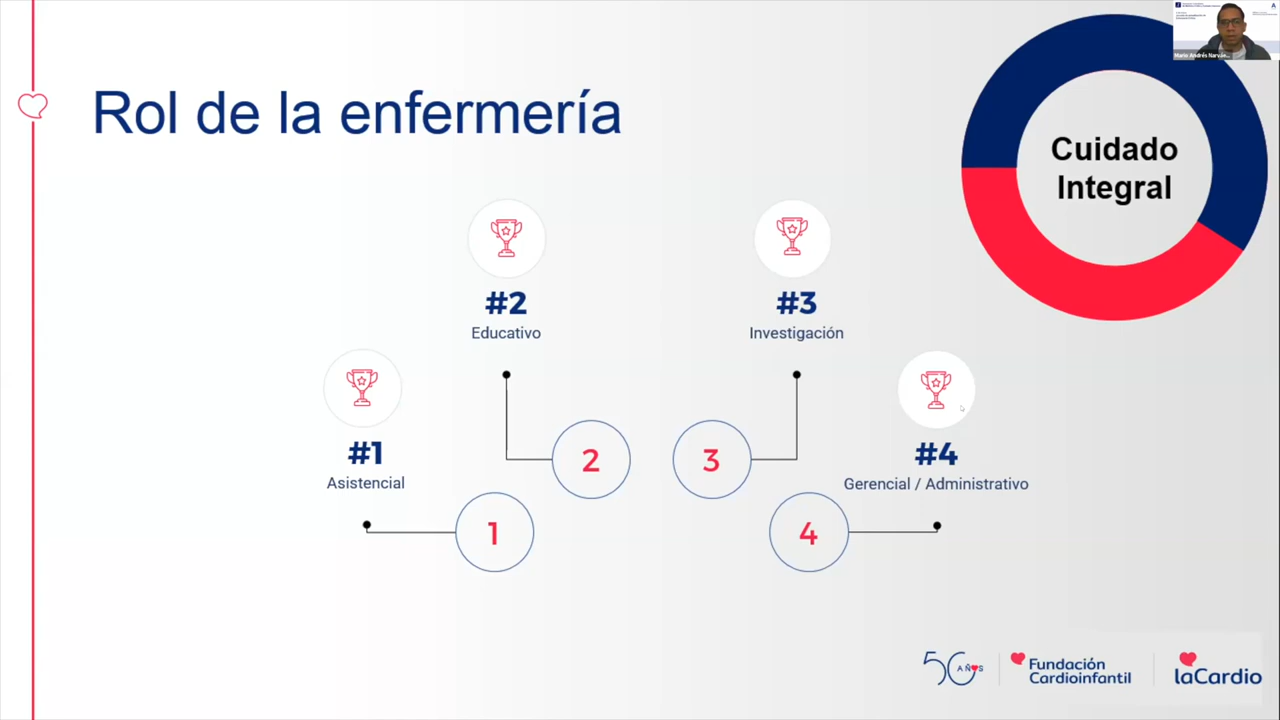 Rol de la enfermería
Cuidado
Integral
#2
Educativo
#3
Investigación
#1
Asistencial
#4
Gerencial / Administrativo
2
3
1
4
50 AÑOS
Fundación
Cardioinfantil
laCardio